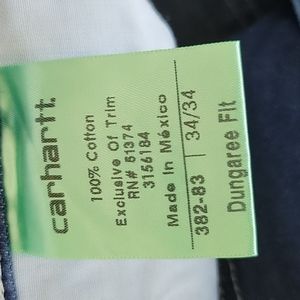 carhartt.
100% Cotton
Exclusive Of Trim
RN# 51374
3156184
Made In México
382-83 | 34/34
Dungaree Fit